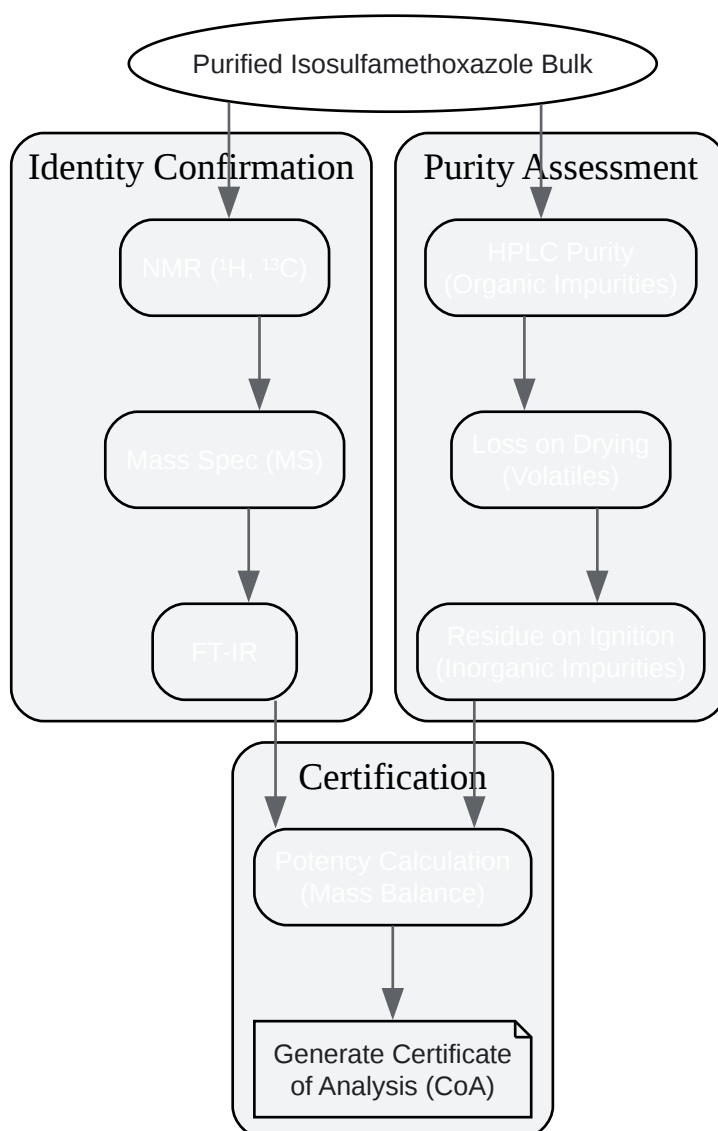 Purified Isosulfamethoxazole Bulk
Identity Confirmation
NMR (¹H, ¹³C)
Mass Spec (MS)
FT-IR
Purity Assessment
HPLC Purity
(Organic Impurities)
Loss on Drying
(Volatiles)
Residue on Ignition
(Inorganic Impurities)
Certification
Potency Calculation
(Mass Balance)
Generate Certificate
of Analysis (CoA)